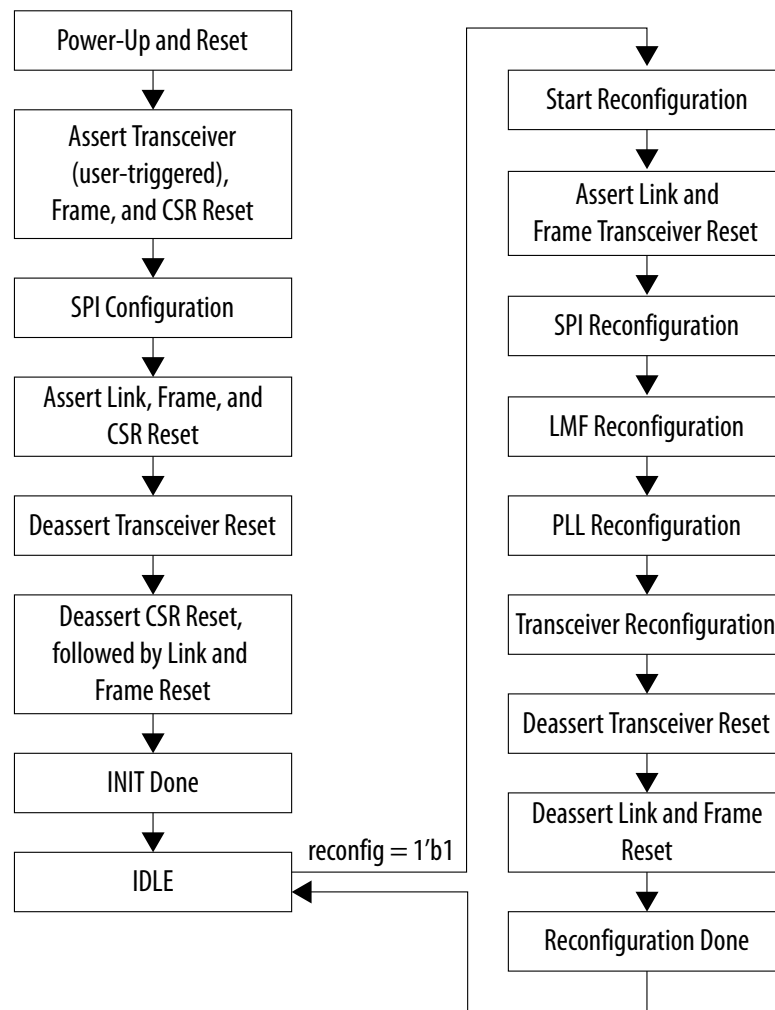 Power-Up and Reset
Assert Transceiver
(user-triggered),
Frame, and CSR Reset
SPI Configuration
Assert Link, Frame, and
CSR Reset
Deassert Transceiver Reset
Deassert CSR Reset,
followed by Link and
Frame Reset
INIT Done
IDLE
reconfig = 1’b1
Start Reconfiguration
Assert Link and
Frame Transceiver Reset
SPI Reconfiguration
LMF Reconfiguration
PLL Reconfiguration
Transceiver Reconfiguration
Deassert Transceiver Reset
Deassert Link and Frame
Reset
Reconfiguration Done